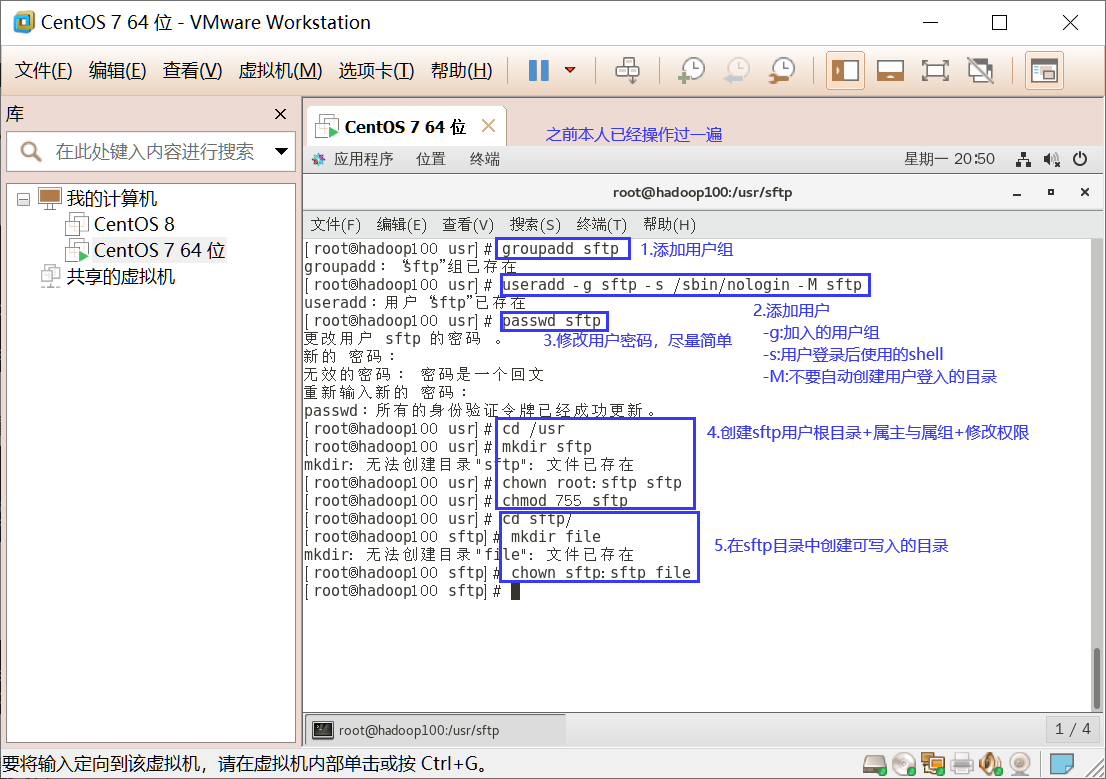 CentOS 7 64 位 - VMware Workstation
文件(F) 编辑(E) 查看(V) 虚拟机(M) 选项卡(T) 帮助(H)
库
在此处键入内容进行搜索
我的计算机
CentOS 8
CentOS 7 64 位
共享的虚拟机
CentOS 7 64 位
之前本人已经操作过一遍
应用程序 位置 终端 星期一 20:50
root@hadoop100:/usr/sftp
文件(F) 编辑(E) 查看(V) 搜索(S) 终端(T) 帮助(H)
[root@hadoop100 usr]# groupadd sftp 1.添加用户组
groupadd：“sftp”组已存在
[root@hadoop100 usr]# useradd -g sftp -s /sbin/nologin -M sftp
useradd：用户“sftp”已存在
2.添加用户
[root@hadoop100 usr]# passwd sftp
-g:加入的用户组
更改用户 sftp 的密码 。
3.修改用户密码，尽量简单
新的 密码：
-s:用户登录后使用的shell
无效的密码： 密码是一个回文
-M:不要自动创建用户登入的目录
重新输入新的 密码：
passwd：所有的身份验证令牌已经成功更新。
[root@hadoop100 usr]# cd /usr
4.创建sftp用户根目录+属主与属组+修改权限
[root@hadoop100 usr]# mkdir sftp
mkdir: 无法创建目录"sftp": 文件已存在
[root@hadoop100 usr]# chown root:sftp sftp
[root@hadoop100 usr]# chmod 755 sftp
[root@hadoop100 usr]# cd sftp/
[root@hadoop100 sftp]# mkdir file
5.在sftp目录中创建可写入的目录
mkdir: 无法创建目录"file": 文件已存在
[root@hadoop100 sftp]# chown sftp:sftp file
[root@hadoop100 sftp]#
root@hadoop100:/usr/sftp
1 / 4
要将输入定向到该虚拟机，请在虚拟机内部单击或按 Ctrl+G。